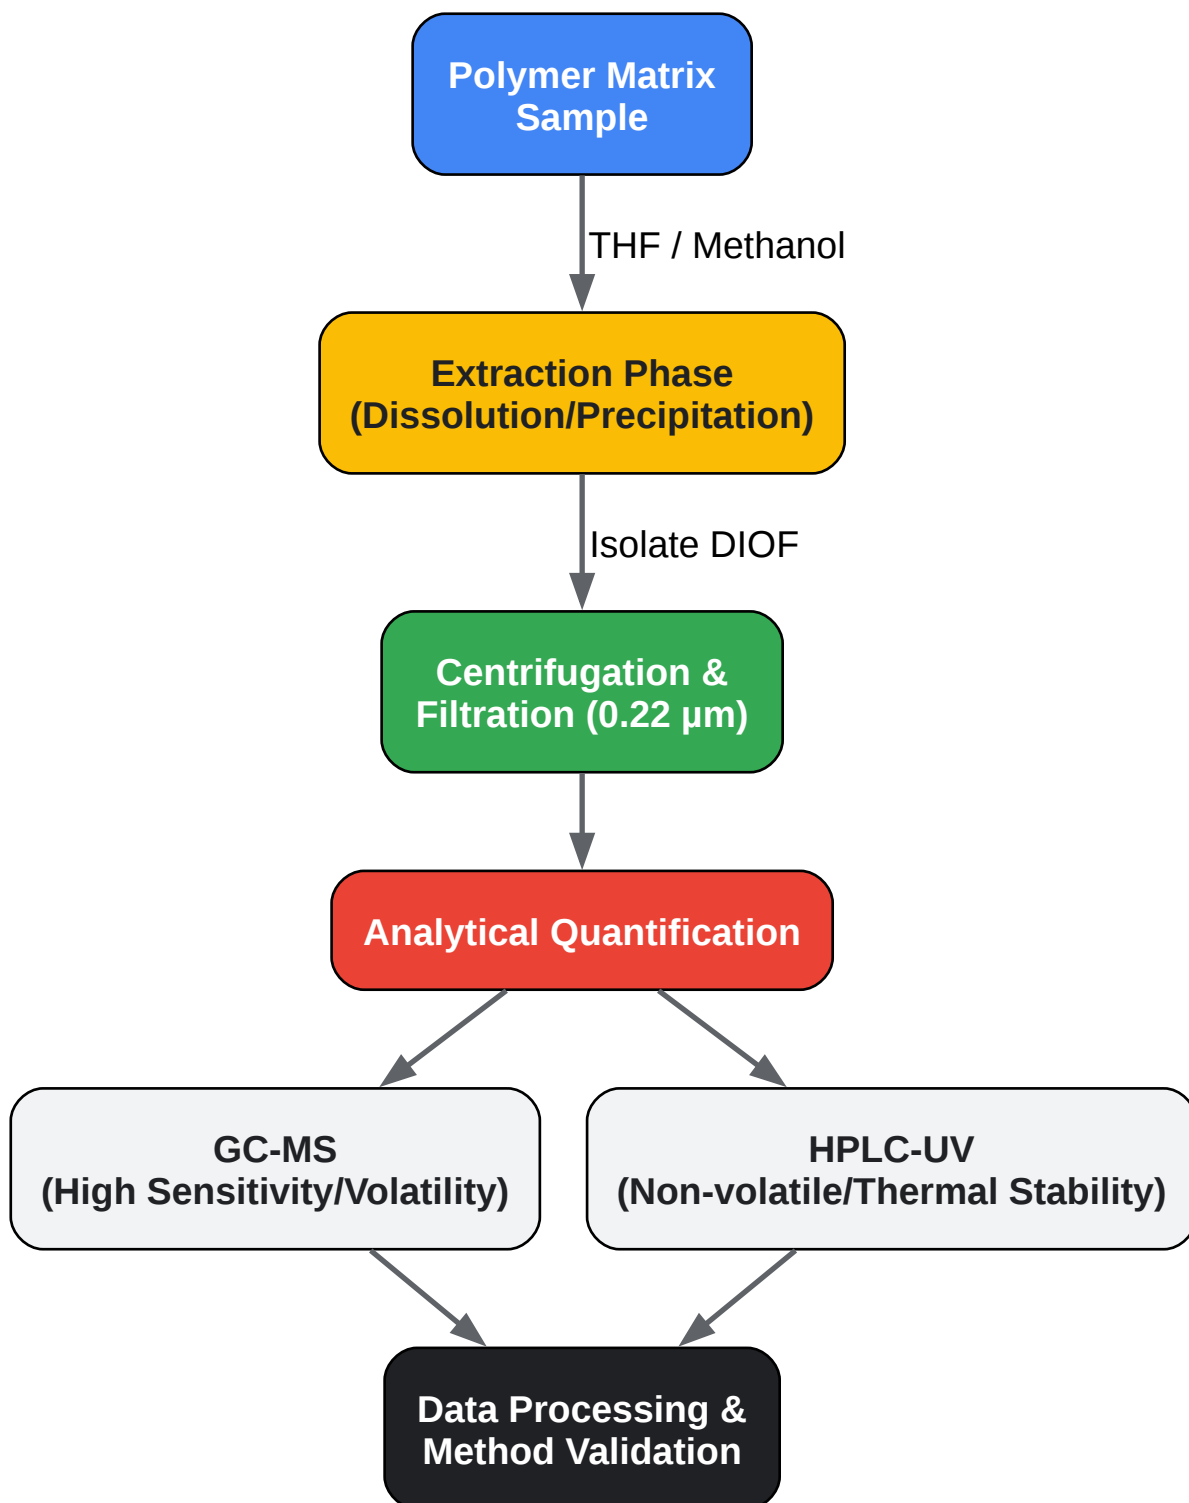 Polymer Matrix
Sample
THF / Methanol
Extraction Phase
(Dissolution/Precipitation)
Isolate DIOF
Centrifugation &
Filtration (0.22 µm)
Analytical Quantification
GC-MS
(High Sensitivity/Volatility)
HPLC-UV
(Non-volatile/Thermal Stability)
Data Processing &
Method Validation